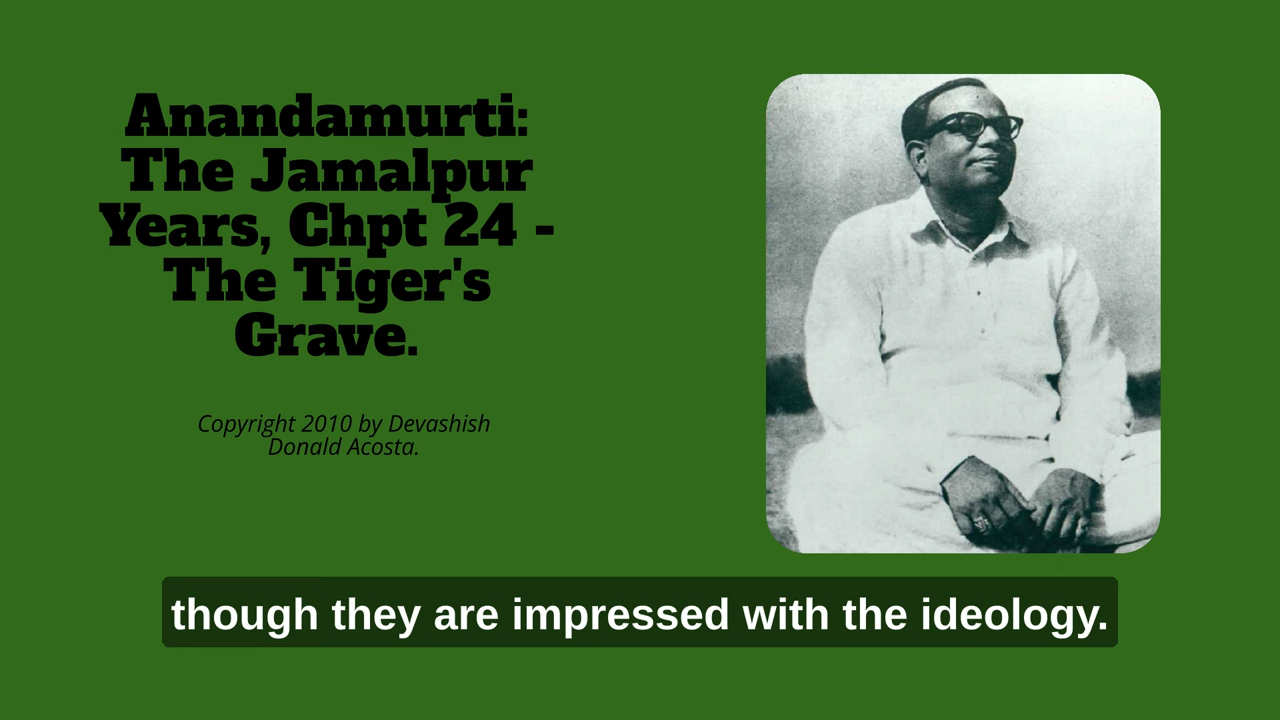 Anandamurti:
The Jamalpur
Years, Chpt 24 -
The Tiger's
Grave.
Copyright 2010 by Devashish
Donald Acosta.
though they are impressed with the ideology.